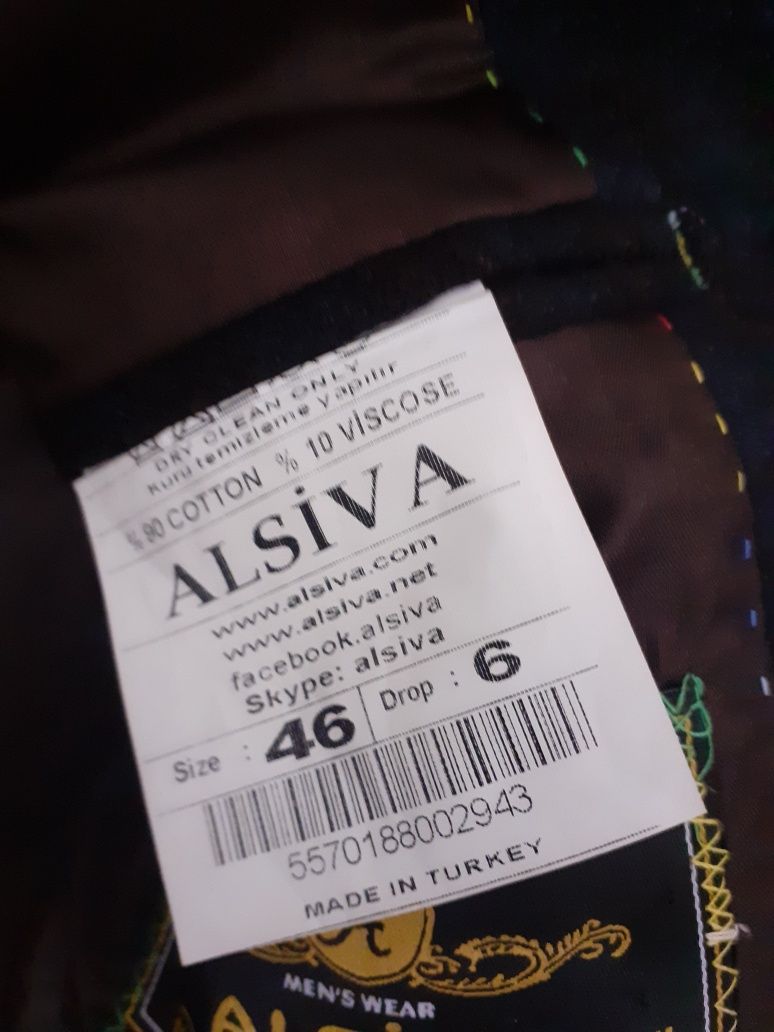 DRY CLEAN ONLY
Kuru temizleme yapılır
% 90 COTTON % 10 VİSCOSE
ALSİVA
www.alsiva.com
www.alsiva.net
facebook.alsiva
Skype: alsiva
Size : 46 Drop : 6
5570188002943
MADE IN TURKEY
MEN'S WEAR